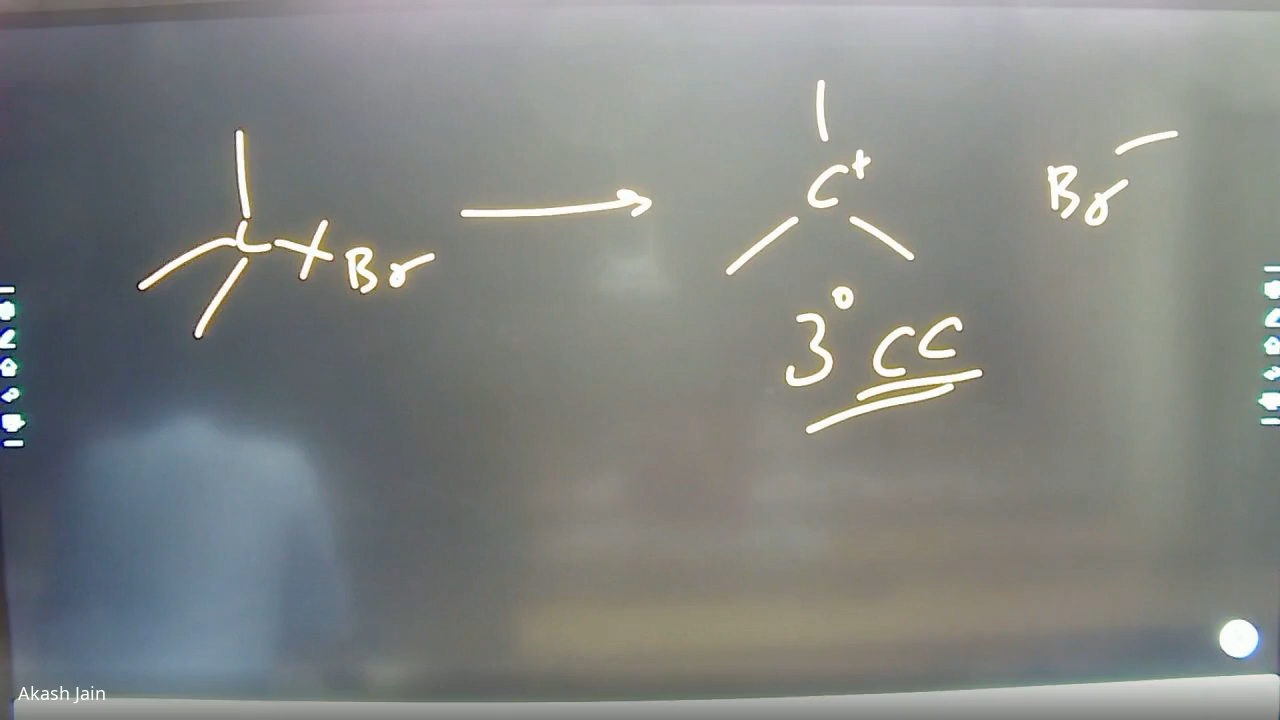 C Br → C⁺ Br⁻
3° CC
Akash Jain